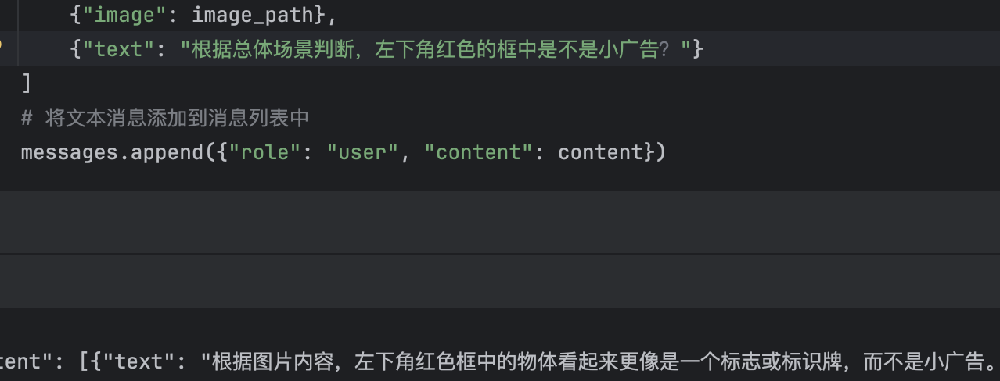 {"image": image_path},
{"text": "根据总体场景判断，左下角红色的框中是不是小广告？"}
]
# 将文本消息添加到消息列表中
messages.append({"role": "user", "content": content})
tent": [{"text": "根据图片内容，左下角红色框中的物体看起来更像是一个标志或标识牌，而不是小广告。